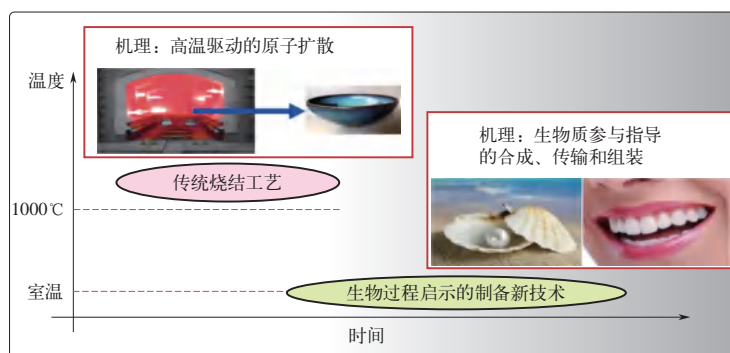 机理：高温驱动的原子扩散
温度
机理：生物质参与指导
的合成、传输和组装
传统烧结工艺
1000℃
室温
生物过程启示的制备新技术
时间